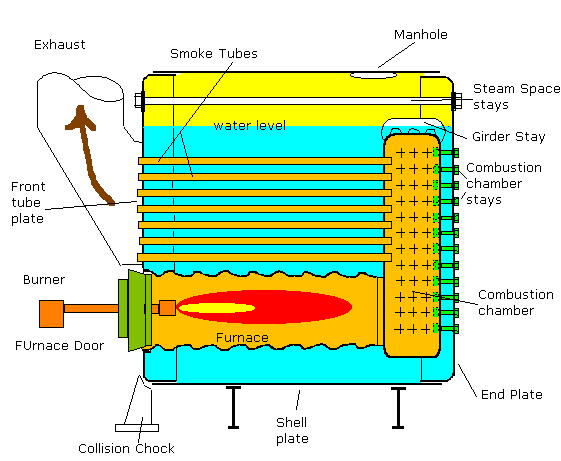 Manhole
Exhaust
Smoke Tubes
Steam Space
stays
water level
Girder Stay
Combustion
chamber
stays
Front
tube
plate
Burner
Combustion
chamber
FUrnace Door
Furnace
End Plate
Shell
plate
Collision Chock